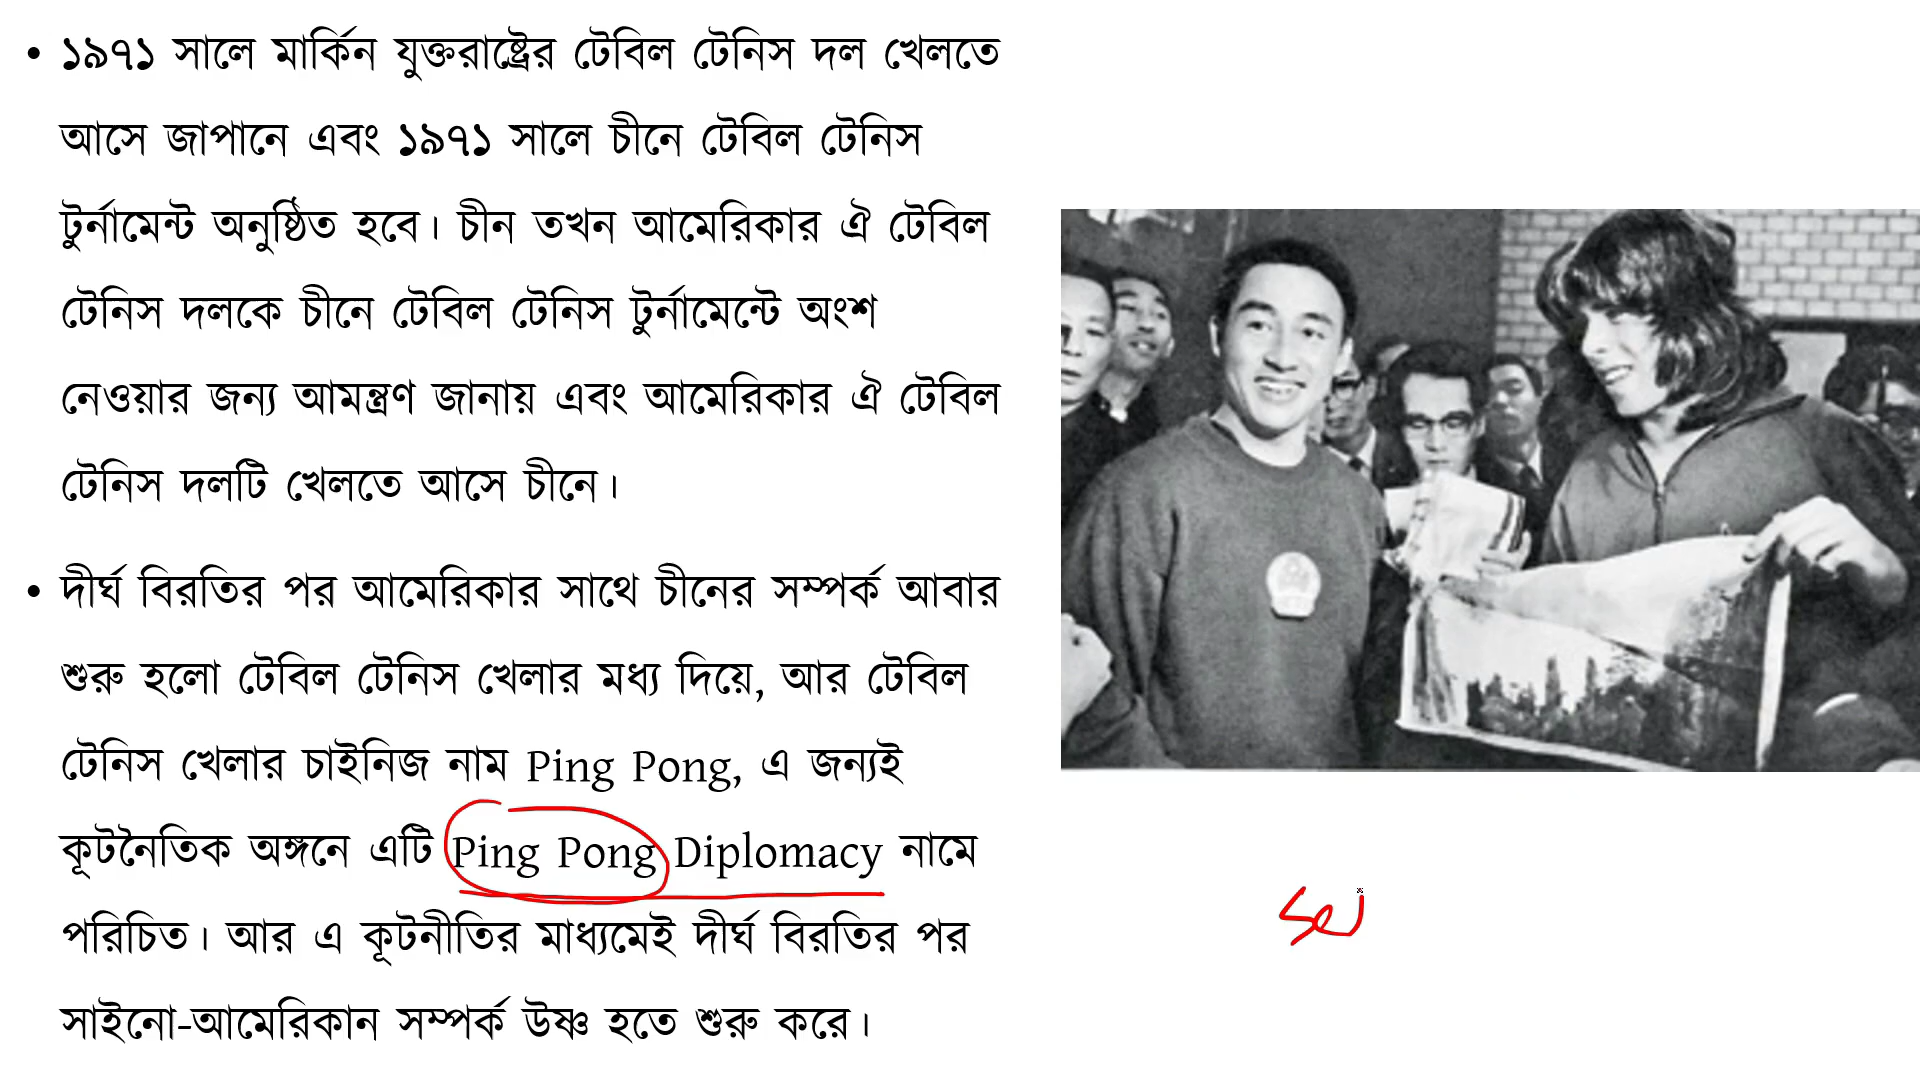 • ১৯৭১ সালে মার্কিন যুক্তরাষ্ট্রের টেবিল টেনিস দল খেলতে
আসে জাপানে এবং ১৯৭১ সালে চীনে টেবিল টেনিস
টুর্নামেন্ট অনুষ্ঠিত হবে। চীন তখন আমেরিকার ঐ টেবিল
টেনিস দলকে চীনে টেবিল টেনিস টুর্নামেন্টে অংশ
নেওয়ার জন্য আমন্ত্রণ জানায় এবং আমেরিকার ঐ টেবিল
টেনিস দলটি খেলতে আসে চীনে।
• দীর্ঘ বিরতির পর আমেরিকার সাথে চীনের সম্পর্ক আবার
শুরু হলো টেবিল টেনিস খেলার মধ্য দিয়ে, আর টেবিল
টেনিস খেলার চাইনিজ নাম Ping Pong, এ জন্যই
কূটনৈতিক অঙ্গনে এটি Ping Pong Diplomacy নামে
পরিচিত। আর এ কূটনীতির মাধ্যমেই দীর্ঘ বিরতির পর
সাইনো-আমেরিকান সম্পর্ক উষ্ণ হতে শুরু করে।